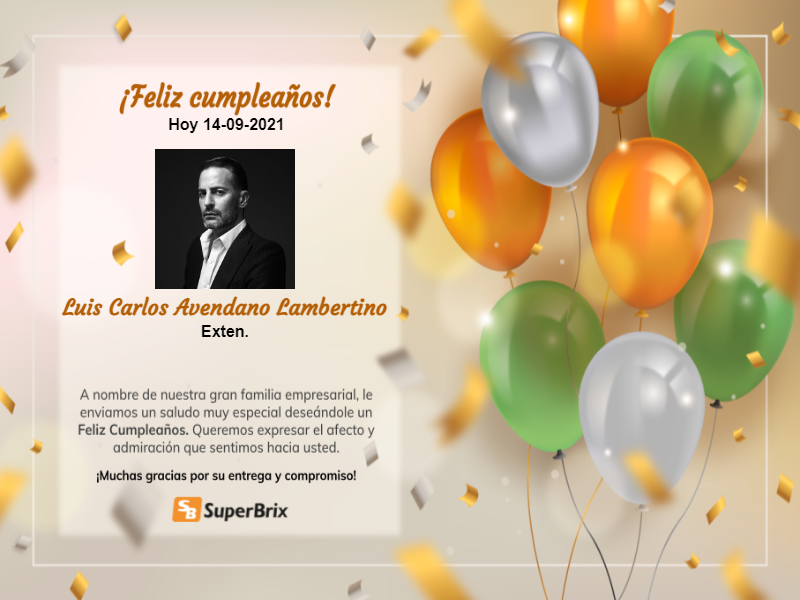 ¡Feliz cumpleaños!
Hoy 14-09-2021
Luis Carlos Avendano Lambertino
Exten.
A nombre de nuestra gran familia empresarial, le
enviamos un saludo muy especial deseándole un
Feliz Cumpleaños. Queremos expresar el afecto y
admiración que sentimos hacia usted.
¡Muchas gracias por su entrega y compromiso!
SB SuperBrix